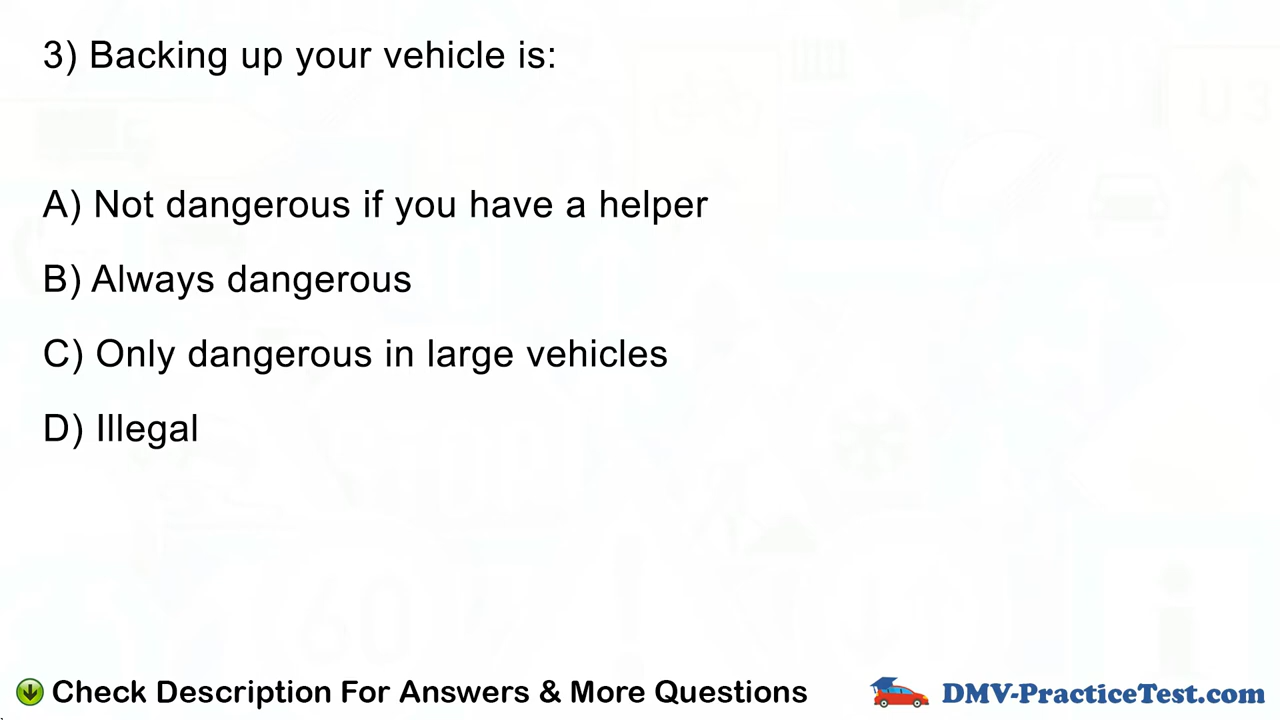 3) Backing up your vehicle is:
A) Not dangerous if you have a helper
B) Always dangerous
C) Only dangerous in large vehicles
D) Illegal
Check Description For Answers & More Questions
DMV-PracticeTest.com